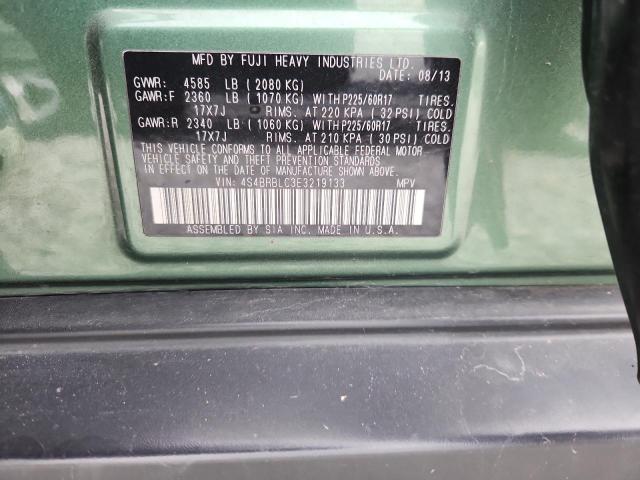 MFD BY FUJI HEAVY INDUSTRIES LTD.
DATE: 08/13
GVWR: 4585 LB ( 2080 KG)
GAWR:F 2360 LB ( 1070 KG) WITH P225/60R17 TIRES.
17X7J RIMS. AT 220 KPA ( 32 PSI) COLD
GAWR:R 2340 LB ( 1060 KG) WITH P225/60R17 TIRES.
17X7J RIMS. AT 210 KPA ( 30 PSI) COLD
THIS VEHICLE CONFORMS TO ALL APPLICABLE FEDERAL MOTOR
VEHICLE SAFETY AND THEFT PREVENTION STANDARDS IN
EFFECT ON THE DATE OF MANUFACTURE SHOWN ABOVE.
VIN: 4S4BRBLC3E3219133 MPV
ASSEMBLED BY SIA INC. MADE IN U.S.A.